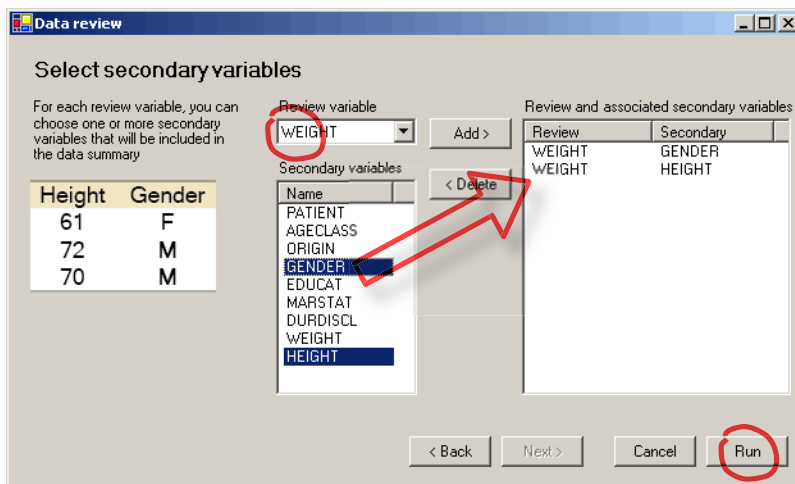 Data review
Select secondary variables
For each review variable, you can
choose one or more secondary
variables that will be included in
the data summary
Height Gender
61 F
72 M
70 M
Review variable
WEIGHT
Secondary variables
Name
PATIENT
AGECLASS
ORIGIN
GENDER
EDUCAT
MARSTAT
DURDISCL
WEIGHT
HEIGHT
Add >
< Delete
Review and associated secondary variables
Review Secondary
WEIGHT GENDER
WEIGHT HEIGHT
< Back Next > Cancel Run